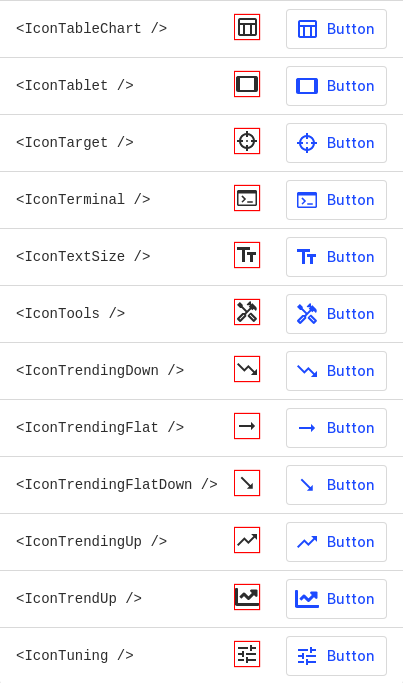 <IconTableChart /> Button
<IconTablet /> Button
<IconTarget /> Button
<IconTerminal /> Button
<IconTextSize /> Button
<IconTools /> Button
<IconTrendingDown /> Button
<IconTrendingFlat /> Button
<IconTrendingFlatDown /> Button
<IconTrendingUp /> Button
<IconTrendUp /> Button
<IconTuning /> Button